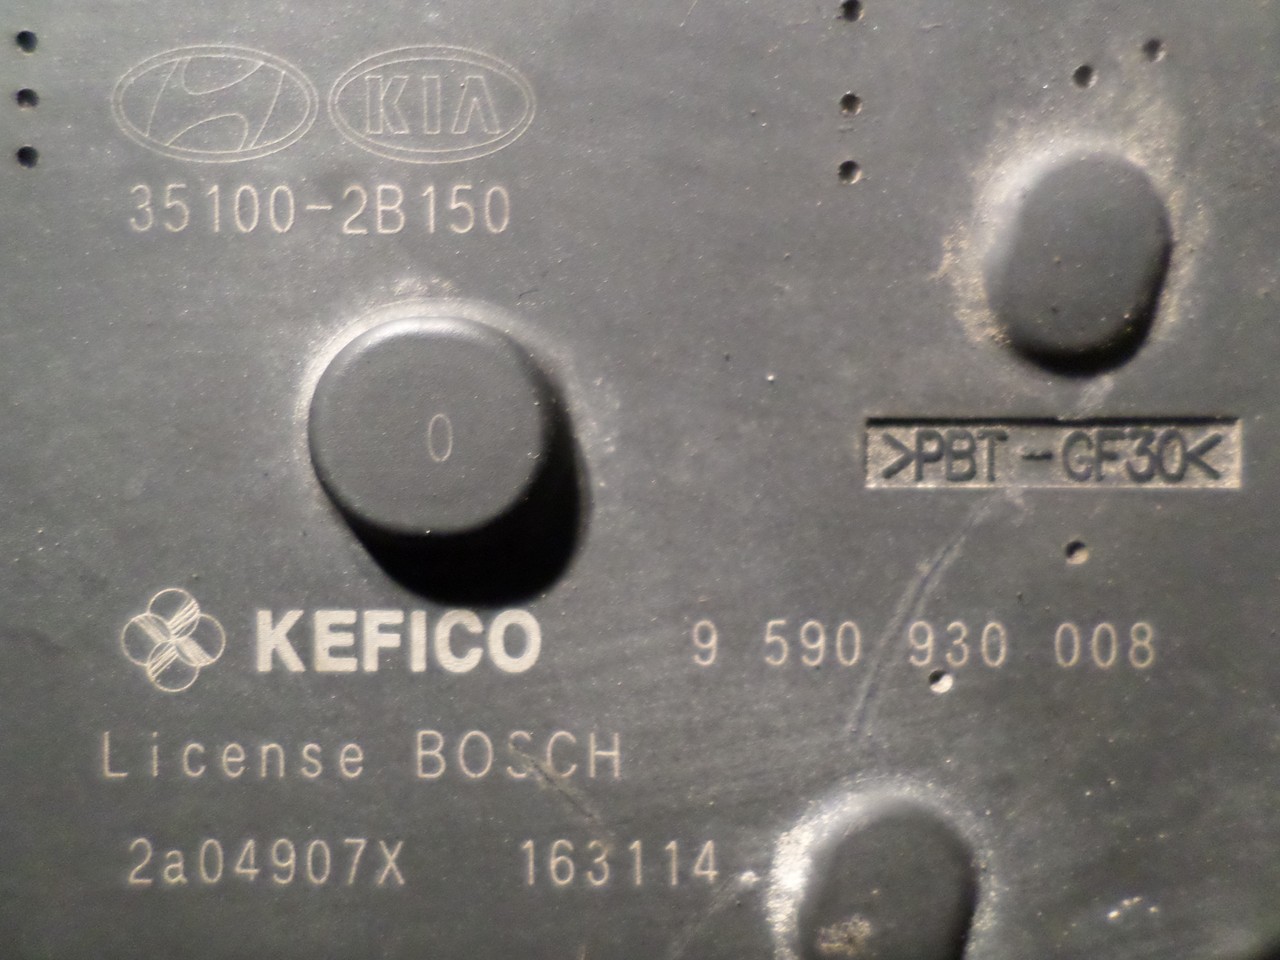 KIA
35100-2B150
0
>PBT-GF30<
KEFICO 9 590 930 008
License BOSCH
2a04907X 163114